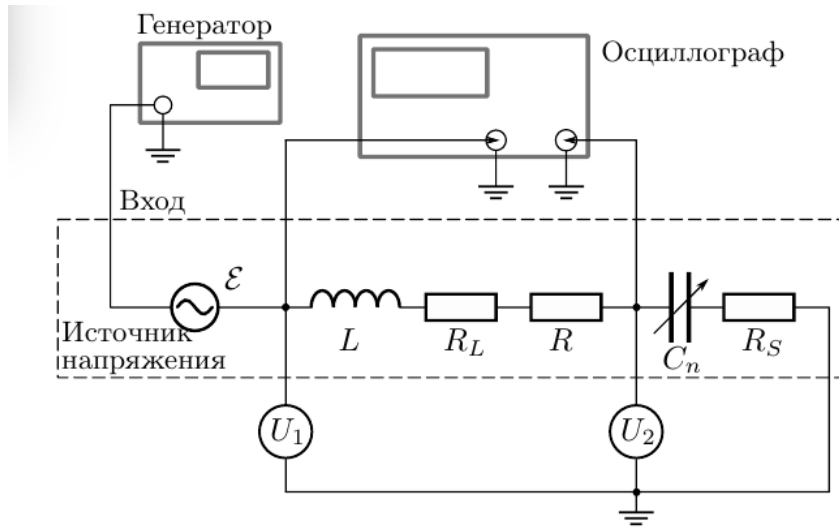 Генератор
Осциллограф
Вход
ℰ
Источник
напряжения
L
R_L
R
C_n
R_S
U_1
U_2